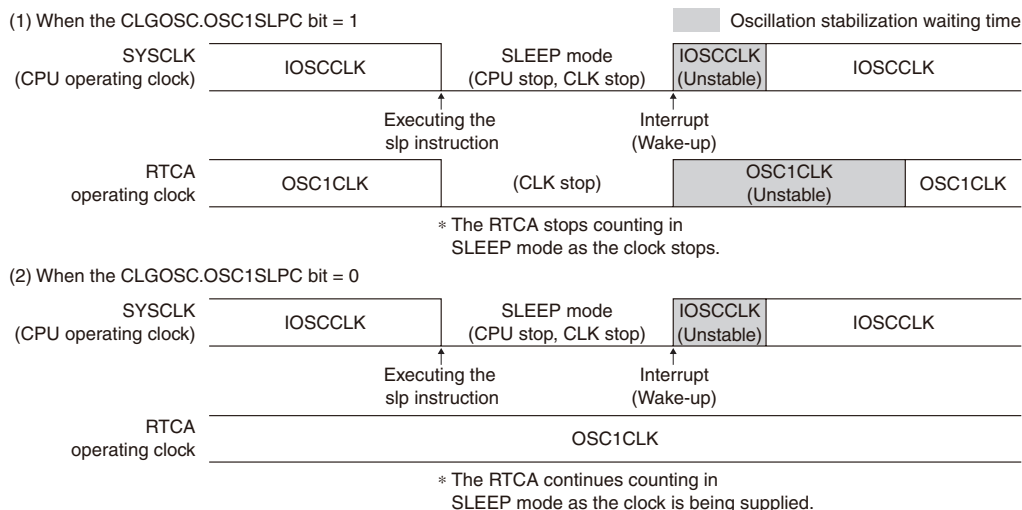 (1) When the CLGOSC.OSC1SLPC bit = 1
Oscillation stabilization waiting time
SYSCLK
(CPU operating clock)
IOSCCLK
SLEEP mode
(CPU stop, CLK stop)
IOSCCLK
(Unstable)
IOSCCLK
Executing the
slp instruction
Interrupt
(Wake-up)
RTCA
operating clock
OSC1CLK
(CLK stop)
OSC1CLK
(Unstable)
OSC1CLK
* The RTCA stops counting in
SLEEP mode as the clock stops.
(2) When the CLGOSC.OSC1SLPC bit = 0
SYSCLK
(CPU operating clock)
IOSCCLK
SLEEP mode
(CPU stop, CLK stop)
IOSCCLK
(Unstable)
IOSCCLK
Executing the
slp instruction
Interrupt
(Wake-up)
RTCA
operating clock
OSC1CLK
* The RTCA continues counting in
SLEEP mode as the clock is being supplied.